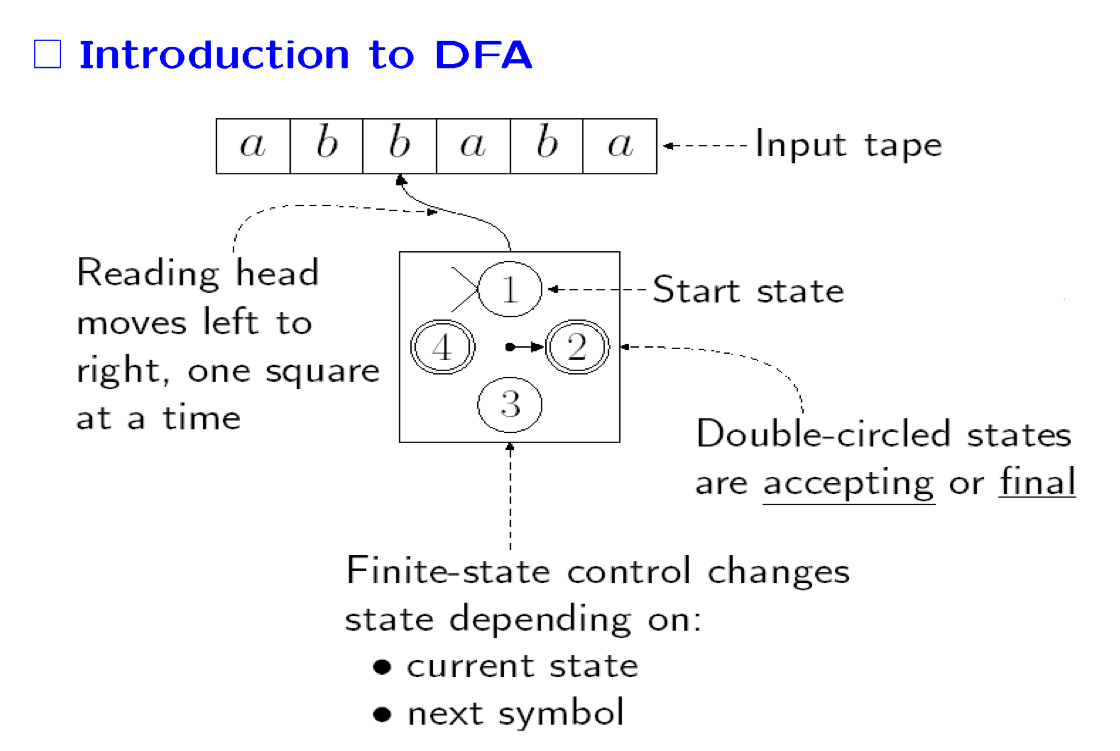 Introduction to DFA
a b b a b a
Input tape
Reading head
moves left to
right, one square
at a time
1
Start state
4
2
3
Double-circled states
are accepting or final
Finite-state control changes
state depending on:
• current state
• next symbol